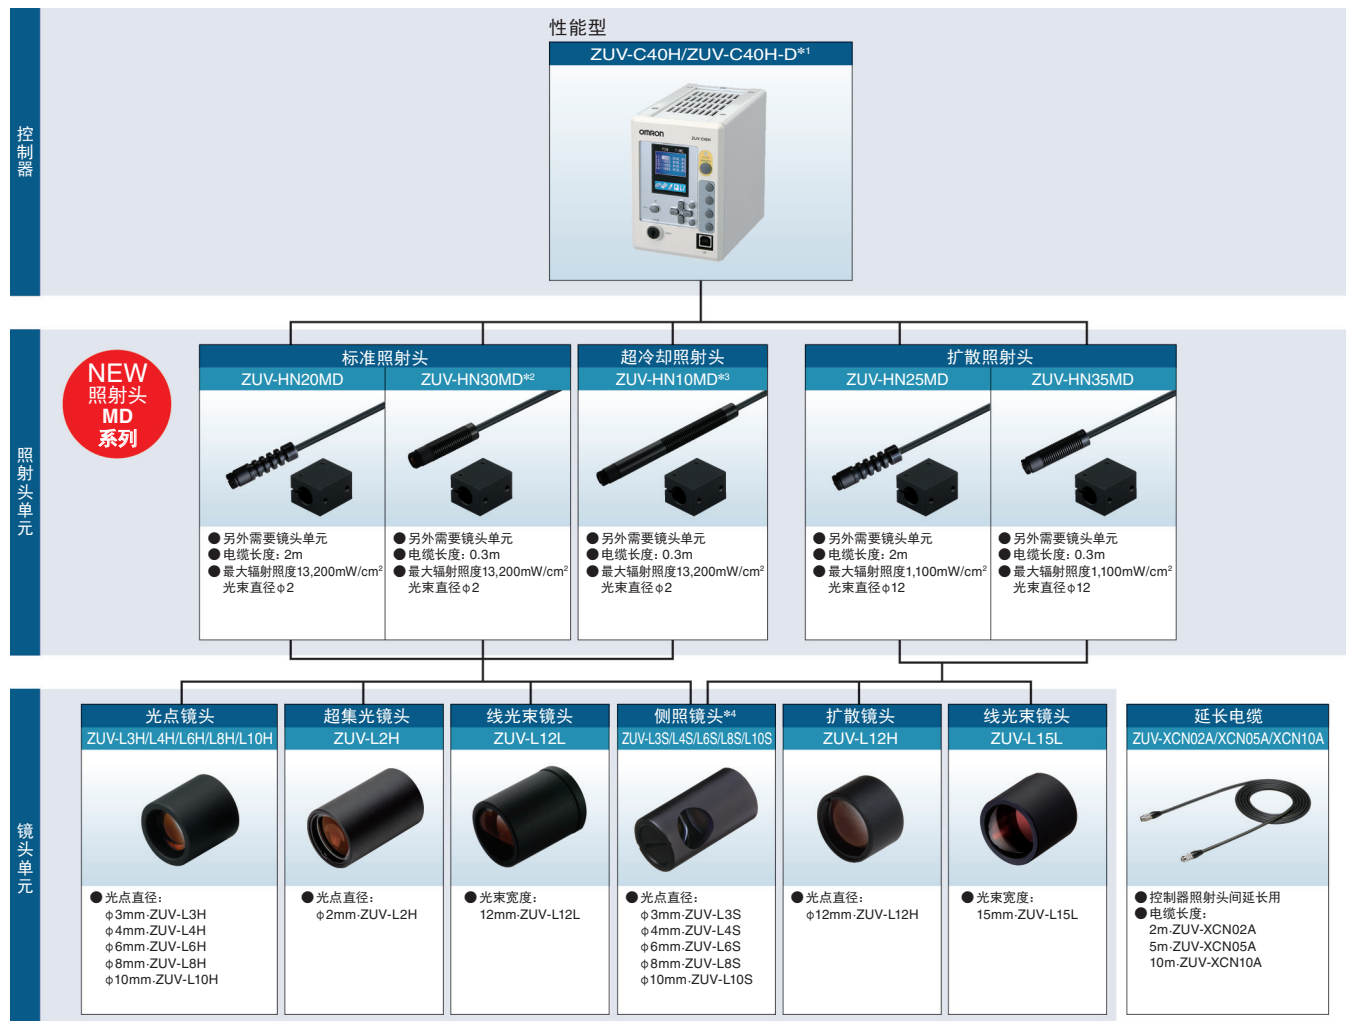 性能型
ZUV-C40H/ZUV-C40H-D*1
控制器
OMRON
ZUV-C40H
NEW
照射头
MD
系列
照射头单元
标准照射头
ZUV-HN20MD
ZUV-HN30MD*2
●另外需要镜头单元
●电缆长度：2m
●最大辐射照度13,200mW/cm²
光束直径φ2
●另外需要镜头单元
●电缆长度：0.3m
●最大辐射照度13,200mW/cm²
光束直径φ2
超冷却照射头
ZUV-HN10MD*3
●另外需要镜头单元
●电缆长度：0.3m
●最大辐射照度13,200mW/cm²
光束直径φ2
扩散照射头
ZUV-HN25MD
ZUV-HN35MD
●另外需要镜头单元
●电缆长度：2m
●最大辐射照度1,100mW/cm²
光束直径φ12
●另外需要镜头单元
●电缆长度：0.3m
●最大辐射照度1,100mW/cm²
光束直径φ12
镜头单元
光点镜头
ZUV-L3H/L4H/L6H/L8H/L10H
●光点直径：
φ3mm·ZUV-L3H
φ4mm·ZUV-L4H
φ6mm·ZUV-L6H
φ8mm·ZUV-L8H
φ10mm·ZUV-L10H
超集光镜头
ZUV-L2H
●光点直径：
φ2mm·ZUV-L2H
线光束镜头
ZUV-L12L
●光束宽度：
12mm·ZUV-L12L
侧照镜头*4
ZUV-L3S/L4S/L6S/L8S/L10S
●光点直径：
φ3mm·ZUV-L3S
φ4mm·ZUV-L4S
φ6mm·ZUV-L6S
φ8mm·ZUV-L8S
φ10mm·ZUV-L10S
扩散镜头
ZUV-L12H
●光点直径：
φ12mm·ZUV-L12H
线光束镜头
ZUV-L15L
●光束宽度：
15mm·ZUV-L15L
延长电缆
ZUV-XCN02A/XCN05A/XCN10A
●控制器照射头间延长用
●电缆长度：
2m·ZUV-XCN02A
5m·ZUV-XCN05A
10m·ZUV-XCN10A